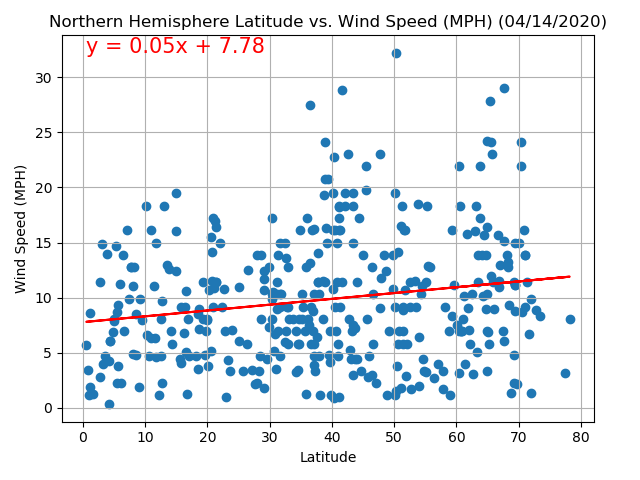 Northern Hemisphere Latitude vs. Wind Speed (MPH) (04/14/2020)
y = 0.05x + 7.78
Wind Speed (MPH)
30
25
20
15
10
5
0
0 10 20 30 40 50 60 70 80
Latitude